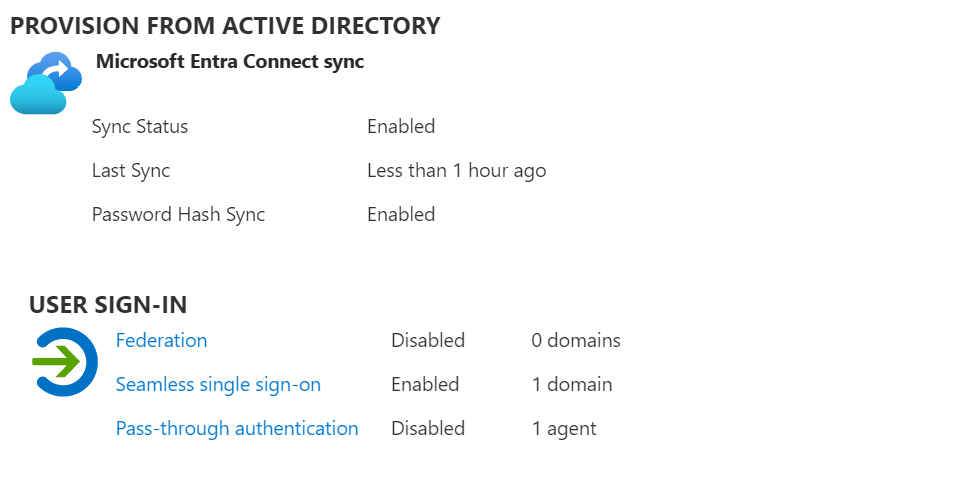 PROVISION FROM ACTIVE DIRECTORY
Microsoft Entra Connect sync
Sync Status Enabled
Last Sync Less than 1 hour ago
Password Hash Sync Enabled
USER SIGN-IN
Federation Disabled 0 domains
Seamless single sign-on Enabled 1 domain
Pass-through authentication Disabled 1 agent